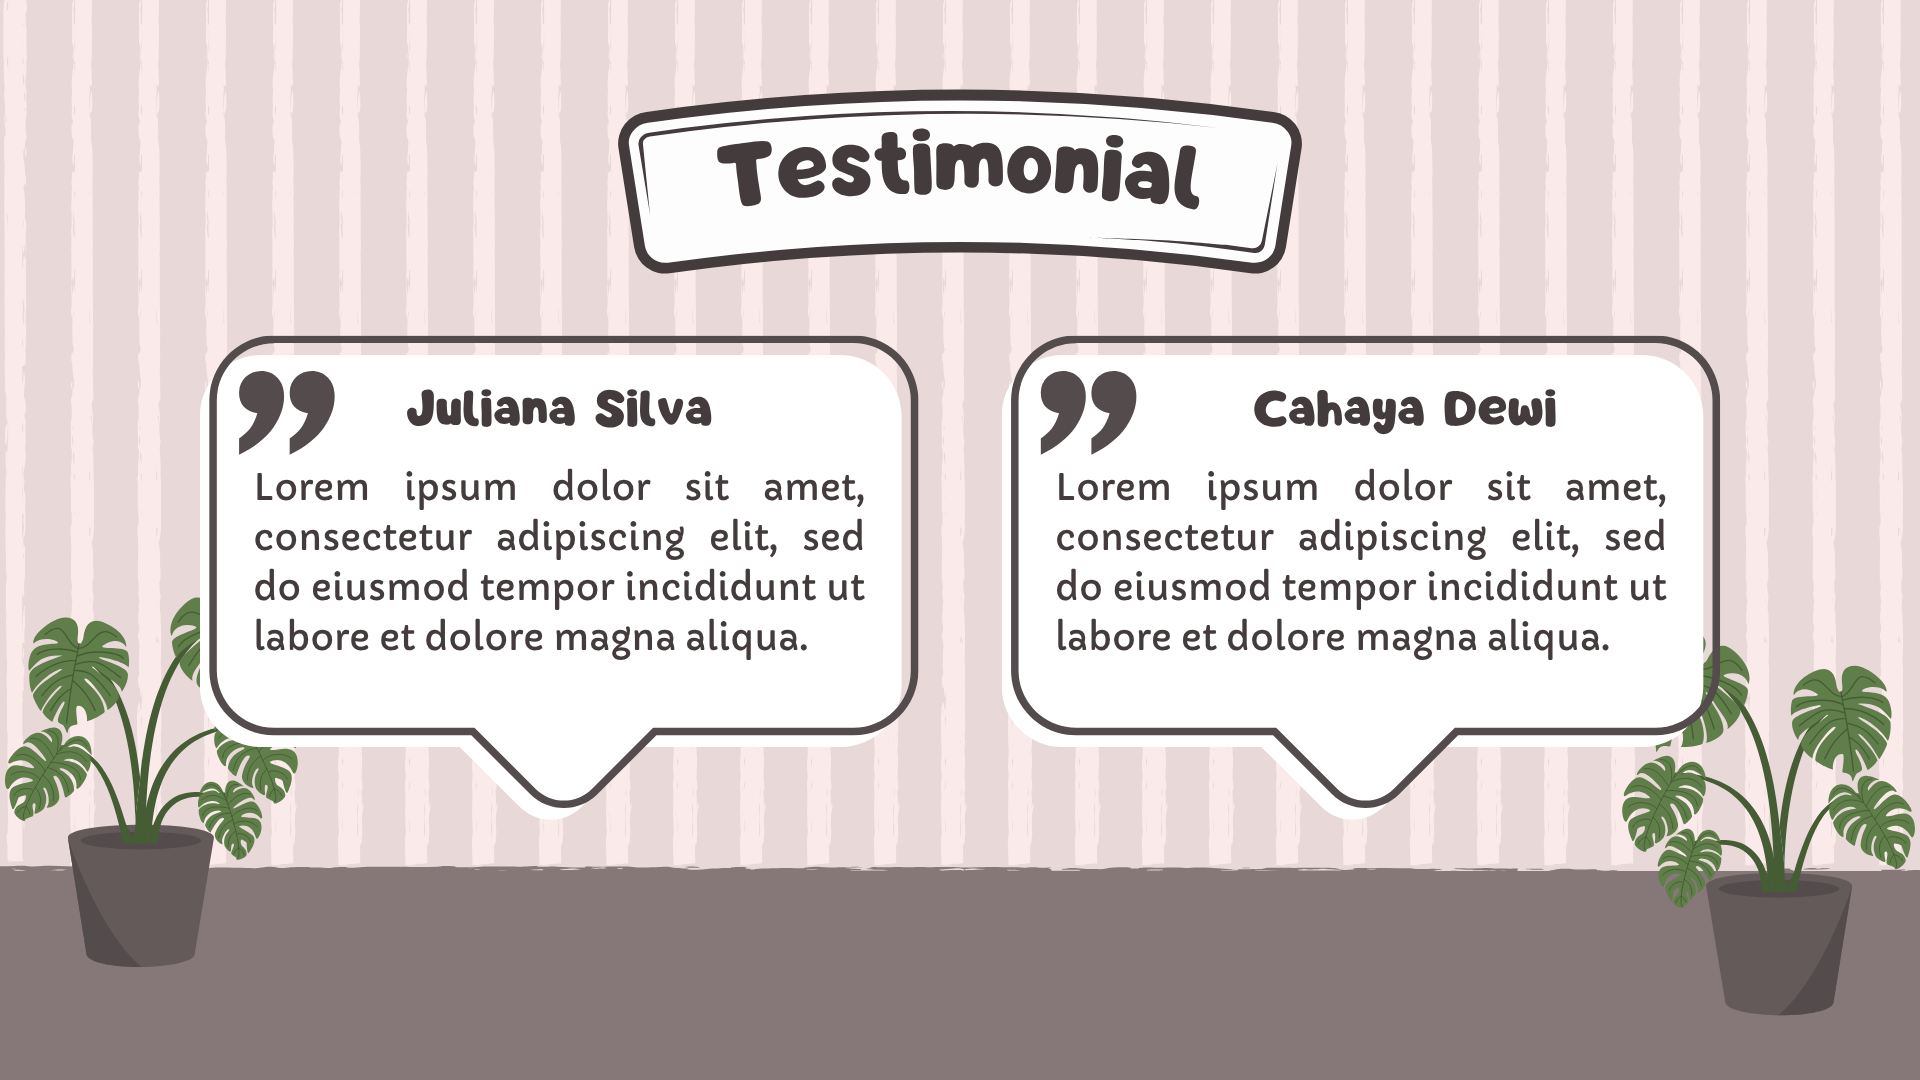 Testimonial
Juliana Silva
Lorem ipsum dolor sit amet,
consectetur adipiscing elit, sed
do eiusmod tempor incididunt ut
labore et dolore magna aliqua.
Cahaya Dewi
Lorem ipsum dolor sit amet,
consectetur adipiscing elit, sed
do eiusmod tempor incididunt ut
labore et dolore magna aliqua.